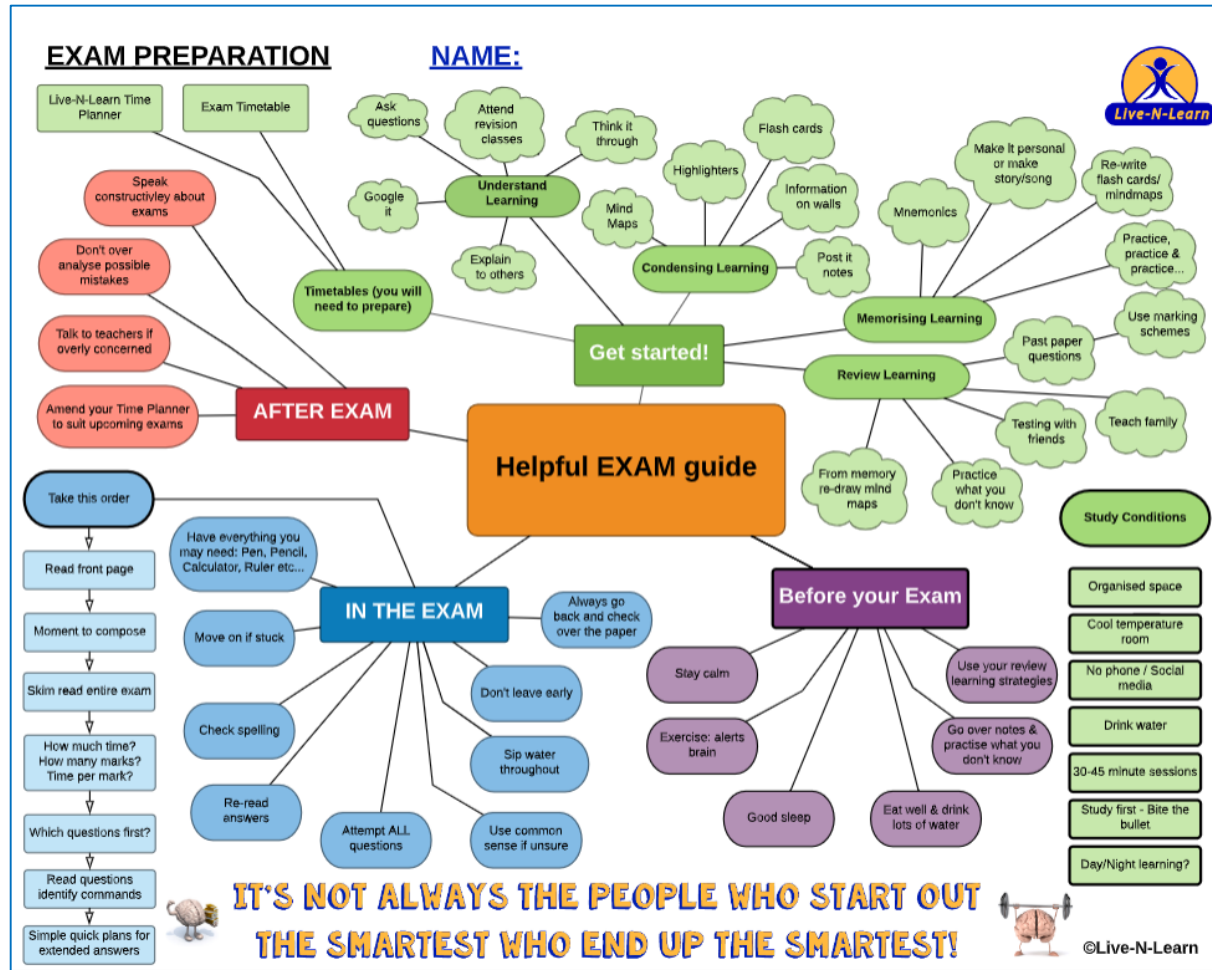 EXAM PREPARATION
NAME:
Live-N-Learn
Live-N-Learn Time
Planner
Exam Timetable
Timetables (you will
need to prepare)
Ask
questions
Attend
revision
classes
Think it
through
Google
it
Understand
Learning
Explain
to others
Mind
Maps
Highlighters
Flash cards
Information
on walls
Post it
notes
Condensing Learning
Mnemonics
Make It personal
or make
story/song
Re-write
flash cards/
mindmaps
Practice,
practice &
practice...
Memorising Learning
Get started!
Review Learning
Past paper
questions
Use marking
schemes
Teach family
Testing with
friends
Practice
what you
don't know
From memory
re-draw mind
maps
Speak
constructivley about
exams
Don't over
analyse possible
mistakes
Talk to teachers if
overly concerned
Amend your Time Planner
to suit upcoming exams
AFTER EXAM
Helpful EXAM guide
Take this order
Read front page
Moment to compose
Skim read entire exam
How much time?
How many marks?
Time per mark?
Which questions first?
Read questions
identify commands
Simple quick plans for
extended answers
Have everything you
may need: Pen, Pencil,
Calculator, Ruler etc...
IN THE EXAM
Always go
back and check
over the paper
Move on if stuck
Don't leave early
Check spelling
Sip water
throughout
Re-read
answers
Attempt ALL
questions
Use common
sense if unsure
Before your Exam
Stay calm
Use your review
learning strategies
Exercise: alerts
brain
Go over notes &
practise what you
don't know
Good sleep
Eat well & drink
lots of water
Study Conditions
Organised space
Cool temperature
room
No phone / Social
media
Drink water
30-45 minute sessions
Study first - Bite the
bullet
Day/Night learning?
IT'S NOT ALWAYS THE PEOPLE WHO START OUT
THE SMARTEST WHO END UP THE SMARTEST!
©Live-N-Learn